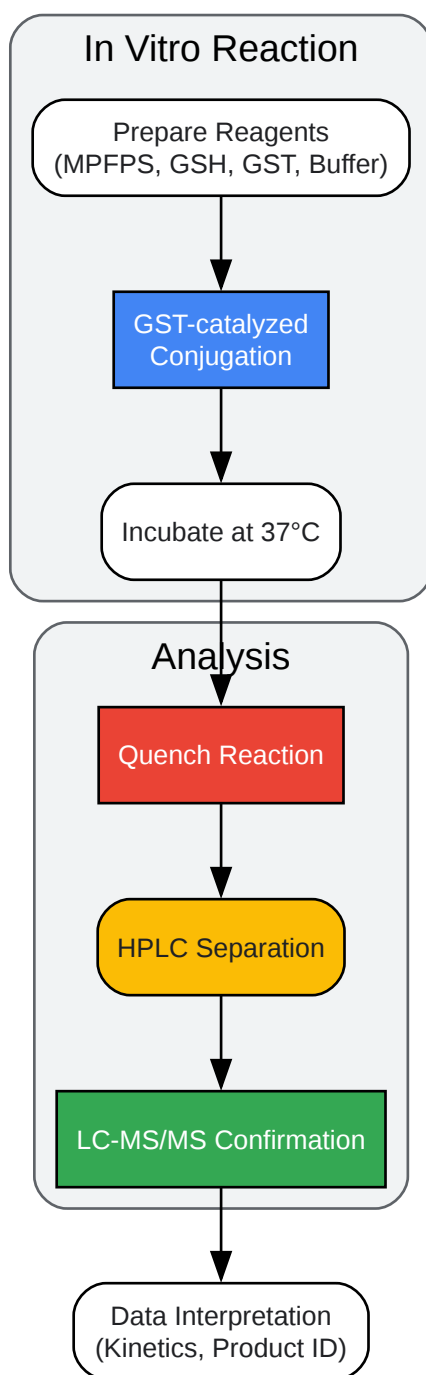 In Vitro Reaction
Prepare Reagents
(MPFPS, GSH, GST, Buffer)
GST-catalyzed
Conjugation
Incubate at 37°C
Analysis
Quench Reaction
HPLC Separation
LC-MS/MS Confirmation
Data Interpretation
(Kinetics, Product ID)